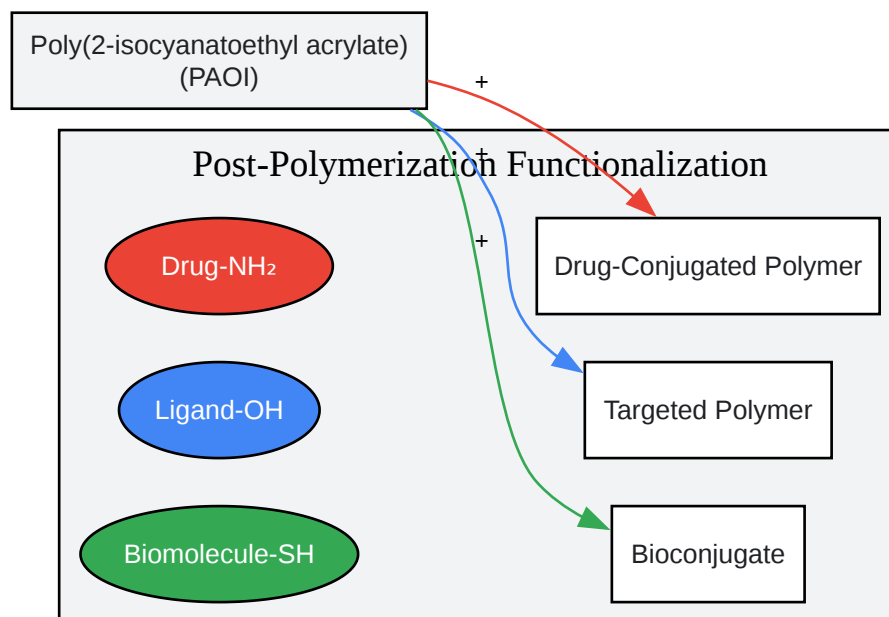 Poly(2-isocyanatoethyl acrylate)
(PAOI)
+
+
Post-Polymerization Functionalization
+
Drug-NH₂
Drug-Conjugated Polymer
Ligand-OH
Targeted Polymer
Biomolecule-SH
Bioconjugate